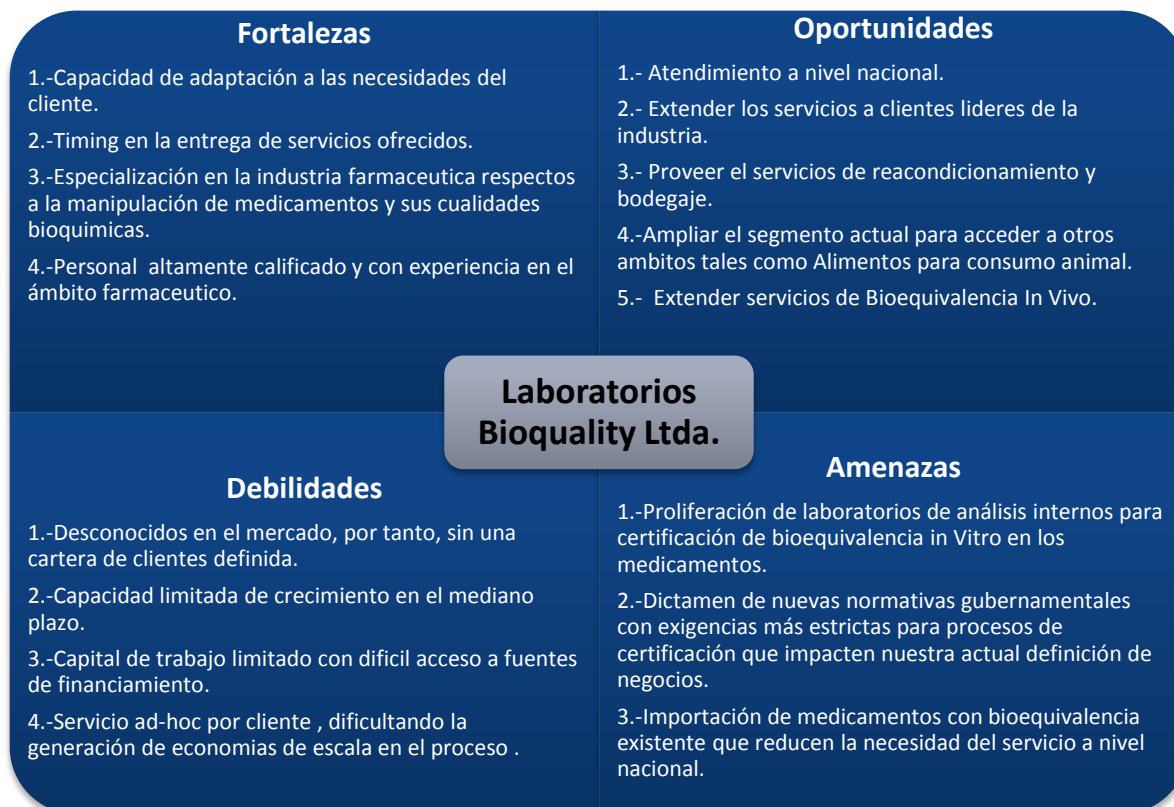 Fortalezas
1.-Capacidad de adaptación a las necesidades del
cliente.
2.-Timing en la entrega de servicios ofrecidos.
3.-Especialización en la industria farmaceutica respectos
a la manipulación de medicamentos y sus cualidades
bioquimicas.
4.-Personal altamente calificado y con experiencia en el
ámbito farmaceutico.
Oportunidades
1.- Atendimiento a nivel nacional.
2.- Extender los servicios a clientes lideres de la
industria.
3.- Proveer el servicios de reacondicionamiento y
bodegaje.
4.-Ampliar el segmento actual para acceder a otros
ambitos tales como Alimentos para consumo animal.
5.- Extender servicios de Bioequivalencia In Vivo.
Laboratorios
Bioquality Ltda.
Debilidades
1.-Desconocidos en el mercado, por tanto, sin una
cartera de clientes definida.
2.-Capacidad limitada de crecimiento en el mediano
plazo.
3.-Capital de trabajo limitado con dificil acceso a fuentes
de financiamiento.
4.-Servicio ad-hoc por cliente , dificultando la
generación de economias de escala en el proceso .
Amenazas
1.-Proliferación de laboratorios de análisis internos para
certificación de bioequivalencia in Vitro en los
medicamentos.
2.-Dictamen de nuevas normativas gubernamentales
con exigencias más estrictas para procesos de
certificación que impacten nuestra actual definición de
negocios.
3.-Importación de medicamentos con bioequivalencia
existente que reducen la necesidad del servicio a nivel
nacional.